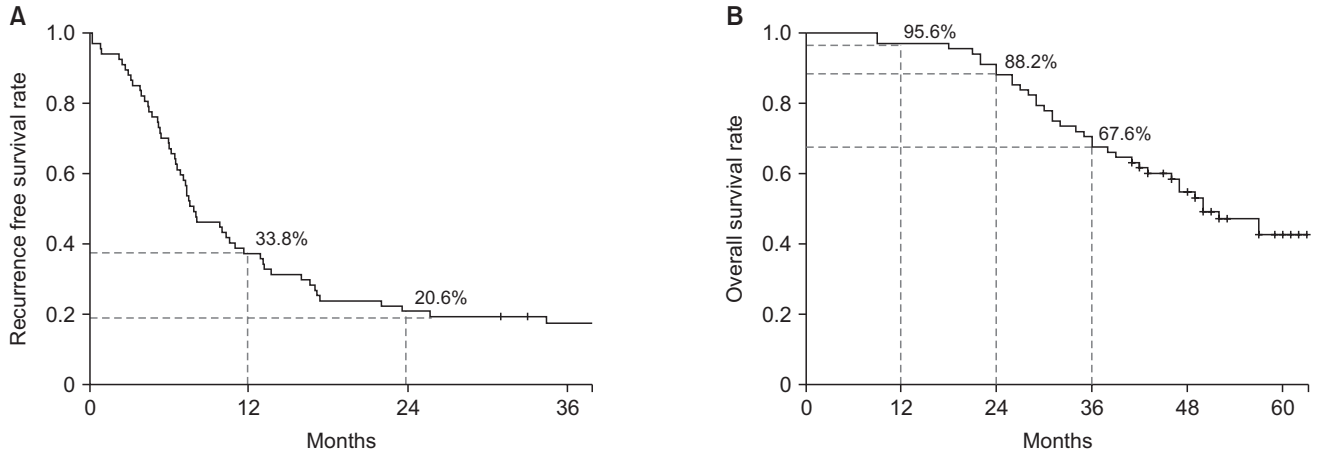 A
Recurrence free survival rate
1.0
0.8
0.6
0.4
0.2
0
33.8%
20.6%
0 12 24 36
Months
B
Overall survival rate
1.0
0.8
0.6
0.4
0.2
0
95.6%
88.2%
67.6%
0 12 24 36 48 60
Months